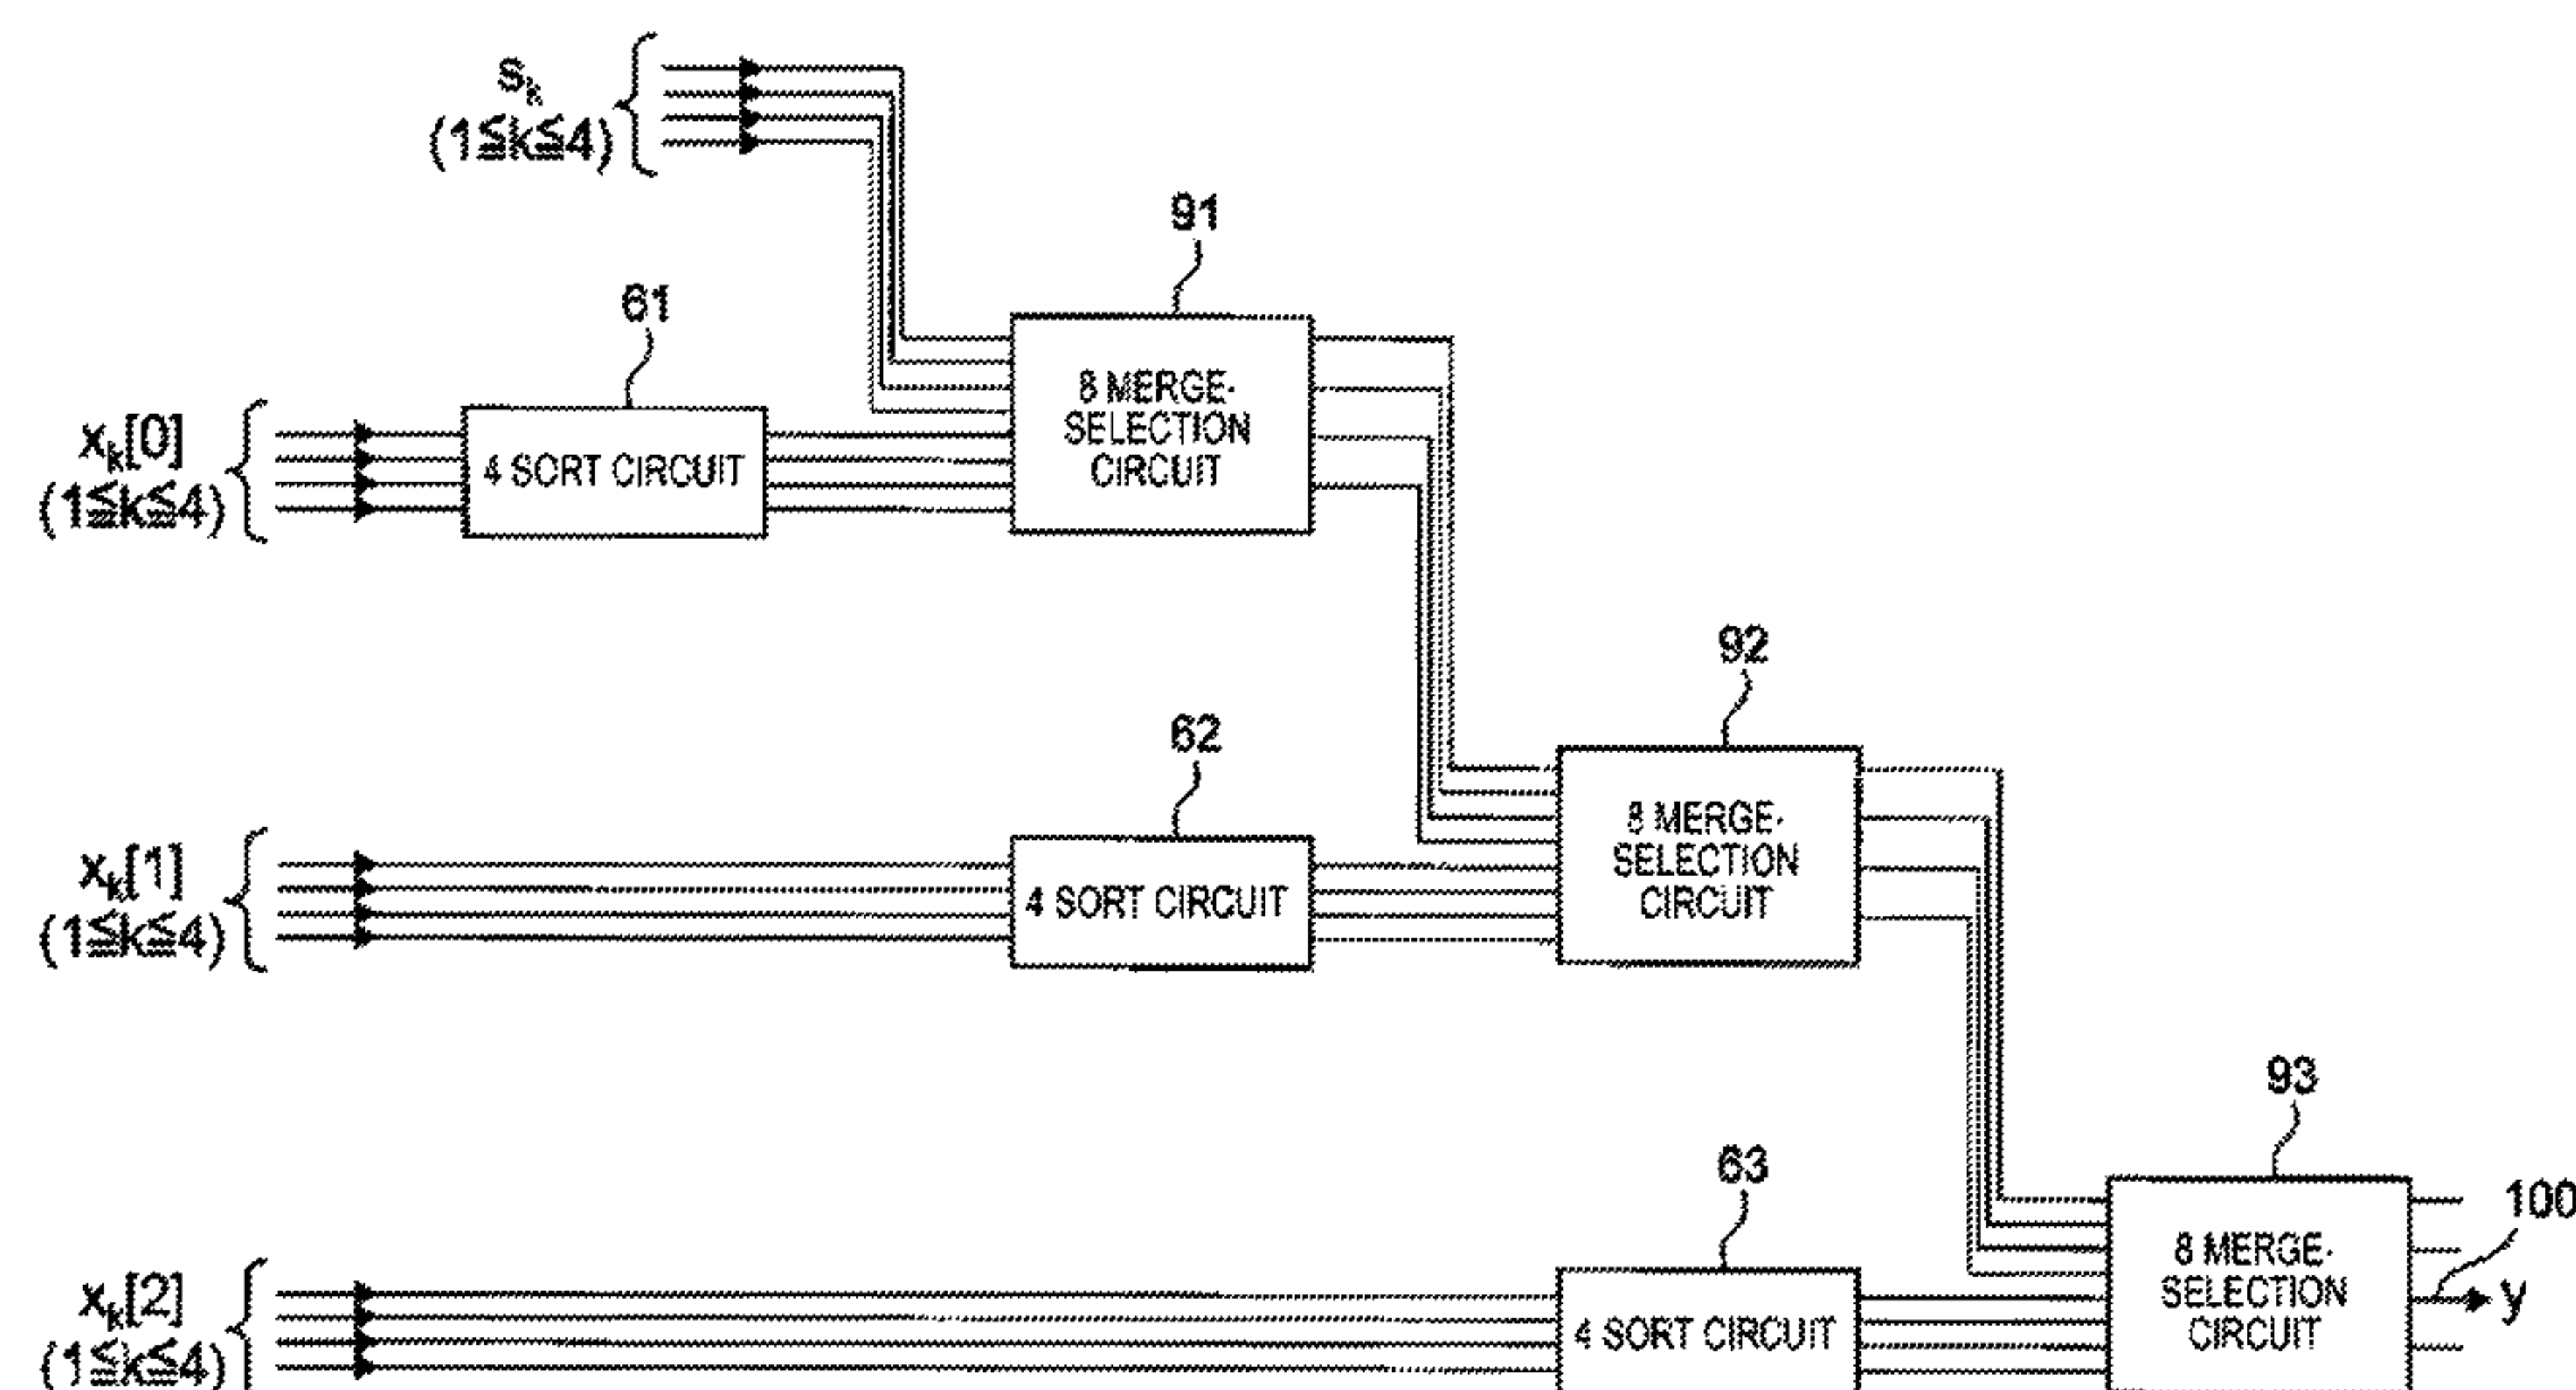 sₖ
(1≦k≦4)
91
61
8 MERGE-
SELECTION
CIRCUIT
xₖ[0]
(1≦k≦4)
4 SORT CIRCUIT
92
62
8 MERGE-
SELECTION
CIRCUIT
xₖ[1]
(1≦k≦4)
4 SORT CIRCUIT
93
63
100
8 MERGE-
SELECTION
CIRCUIT
y
xₖ[2]
(1≦k≦4)
4 SORT CIRCUIT